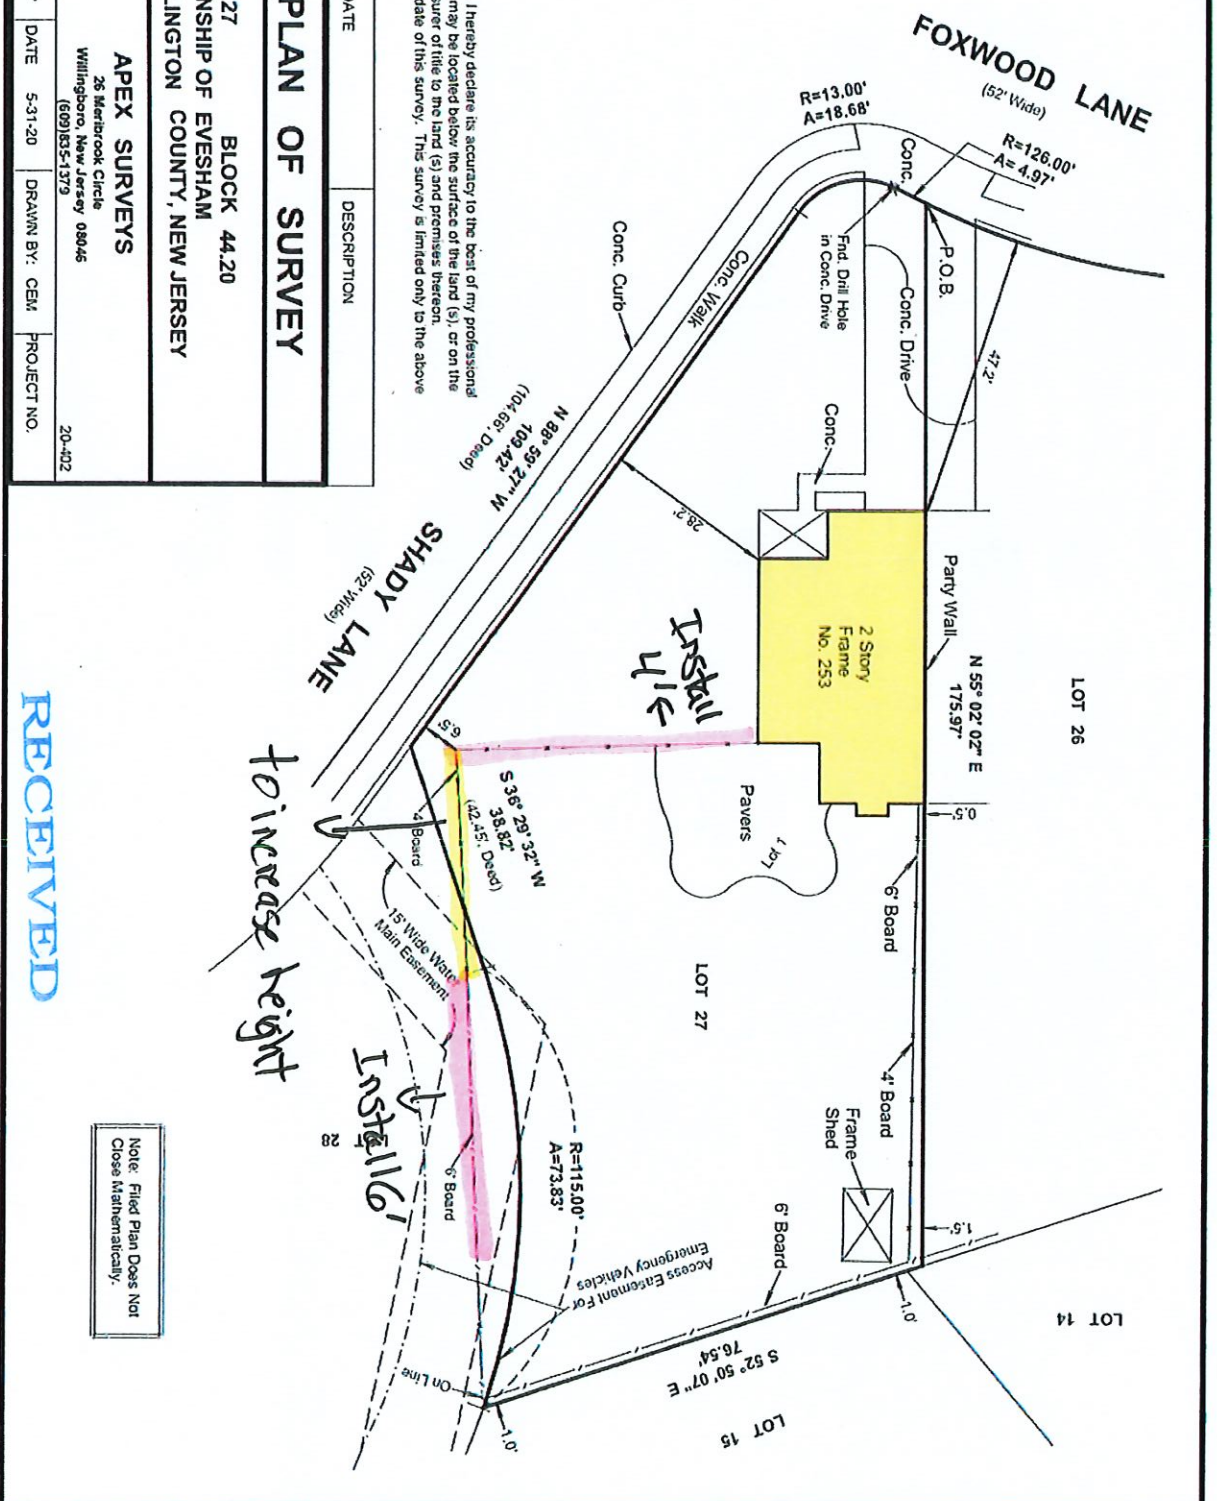 FOXWOOD LANE
(52' Wide)
R=13.00'
A=18.68'
R=126.00'
A= 4.97'
Conc.
P.O.B.
Fnd. Drill Hole
in Conc. Drive
Conc. Drive
47.2'
Conc. Walk
Conc. Curb
Conc.
N 88° 59' 27" W
109.42'
(104.66', Deed)
28.2'
SHADY LANE
(52' Wide)
2 Story
Frame
No. 253
Party Wall
N 55° 02' 02" E
175.97'
LOT 26
0.5'
Install
4'
6.5'
S 36° 29' 32" W
38.82'
(42.45', Deed)
Pavers
4' Board
15' Wide Water
Main Easement
to increase height
LOT 27
6' Board
4' Board
Frame
Shed
1.5'
6' Board
1.0'
LOT 14
S 52° 50' 07" E
76.54'
LOT 15
1.0'
On Line
Access Easement For
Emergency Vehicles
R=115.00'
A=73.83'
6' Board
Install 6'
28
Note: Filed Plan Does Not
Close Mathematically.
RECEIVED
I hereby declare its accuracy to the best of my professional
may be located below the surface of the land (s), or on the
surer of title to the land (s) and premises thereon.
date of this survey. This survey is limited only to the above
DATE
DESCRIPTION
PLAN OF SURVEY
27 BLOCK 44.20
NSHIP OF EVESHAM
LINGTON COUNTY, NEW JERSEY
APEX SURVEYS
26 Meribrook Circle
Willingboro, New Jersey 08046
(609)835-1379
20-402
DATE 5-31-20
DRAWN BY: CEM
PROJECT NO.